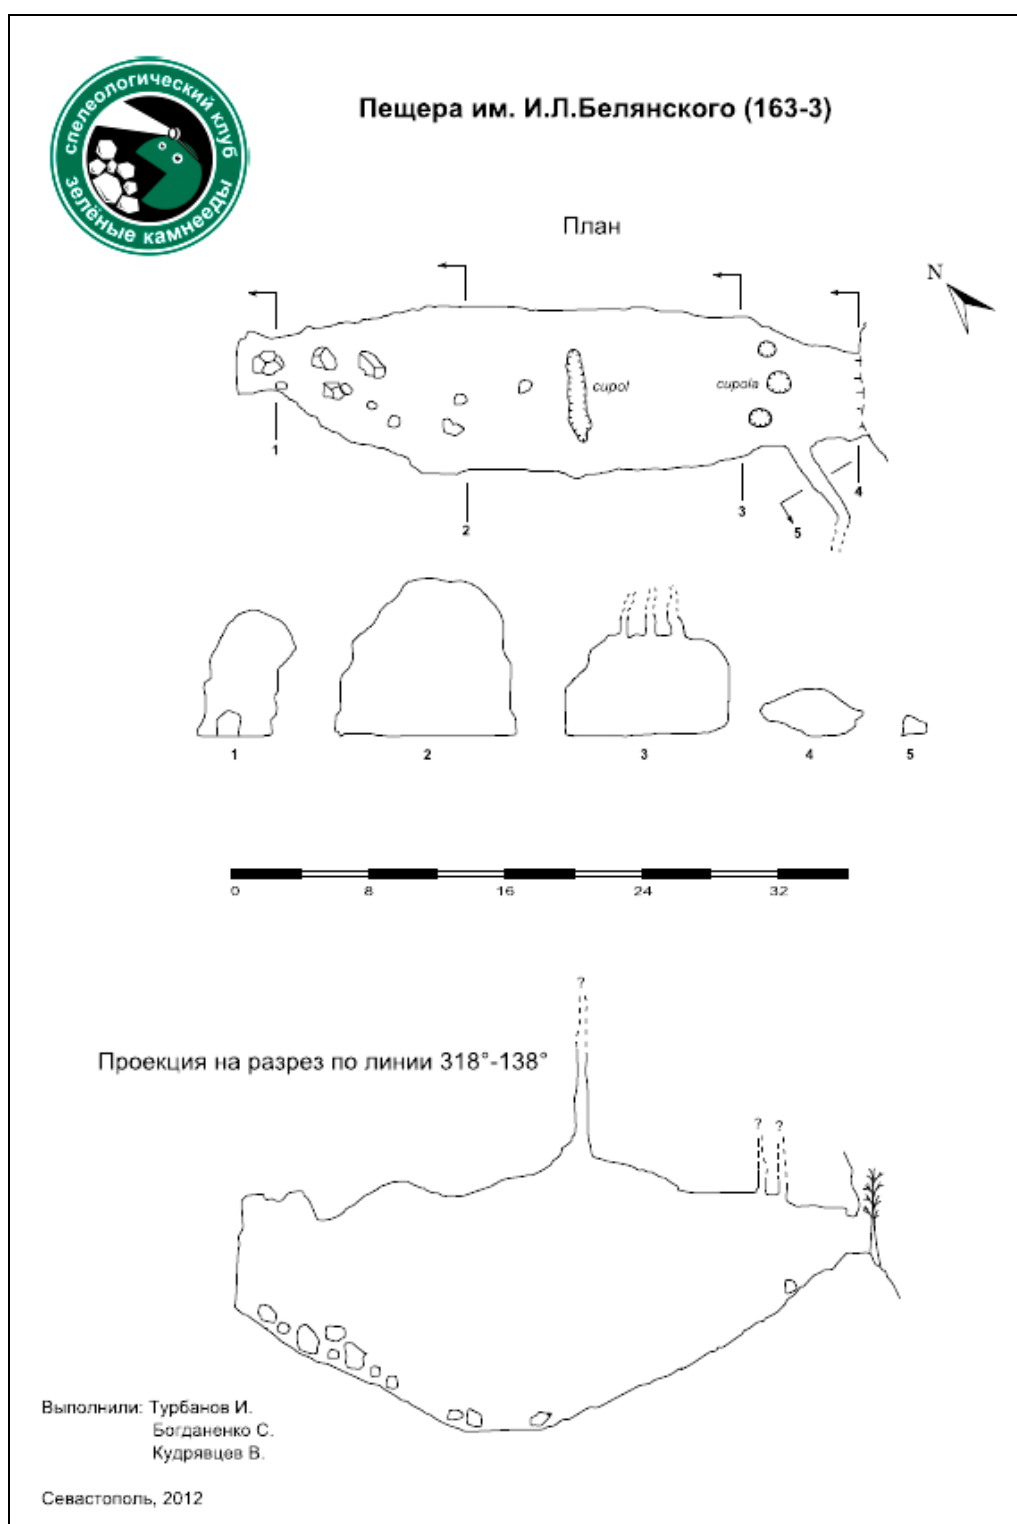 спелеологический клуб
зелёные камнееды
Пещера им. И.Л.Белянского (163-3)
План
N
cupol
cupola
1
2
3
4
5
1
2
3
4
5
0 8 16 24 32
?
Проекция на разрез по линии 318°-138°
? ?
Выполнили: Турбанов И.
Богданенко С.
Кудрявцев В.
Севастополь, 2012